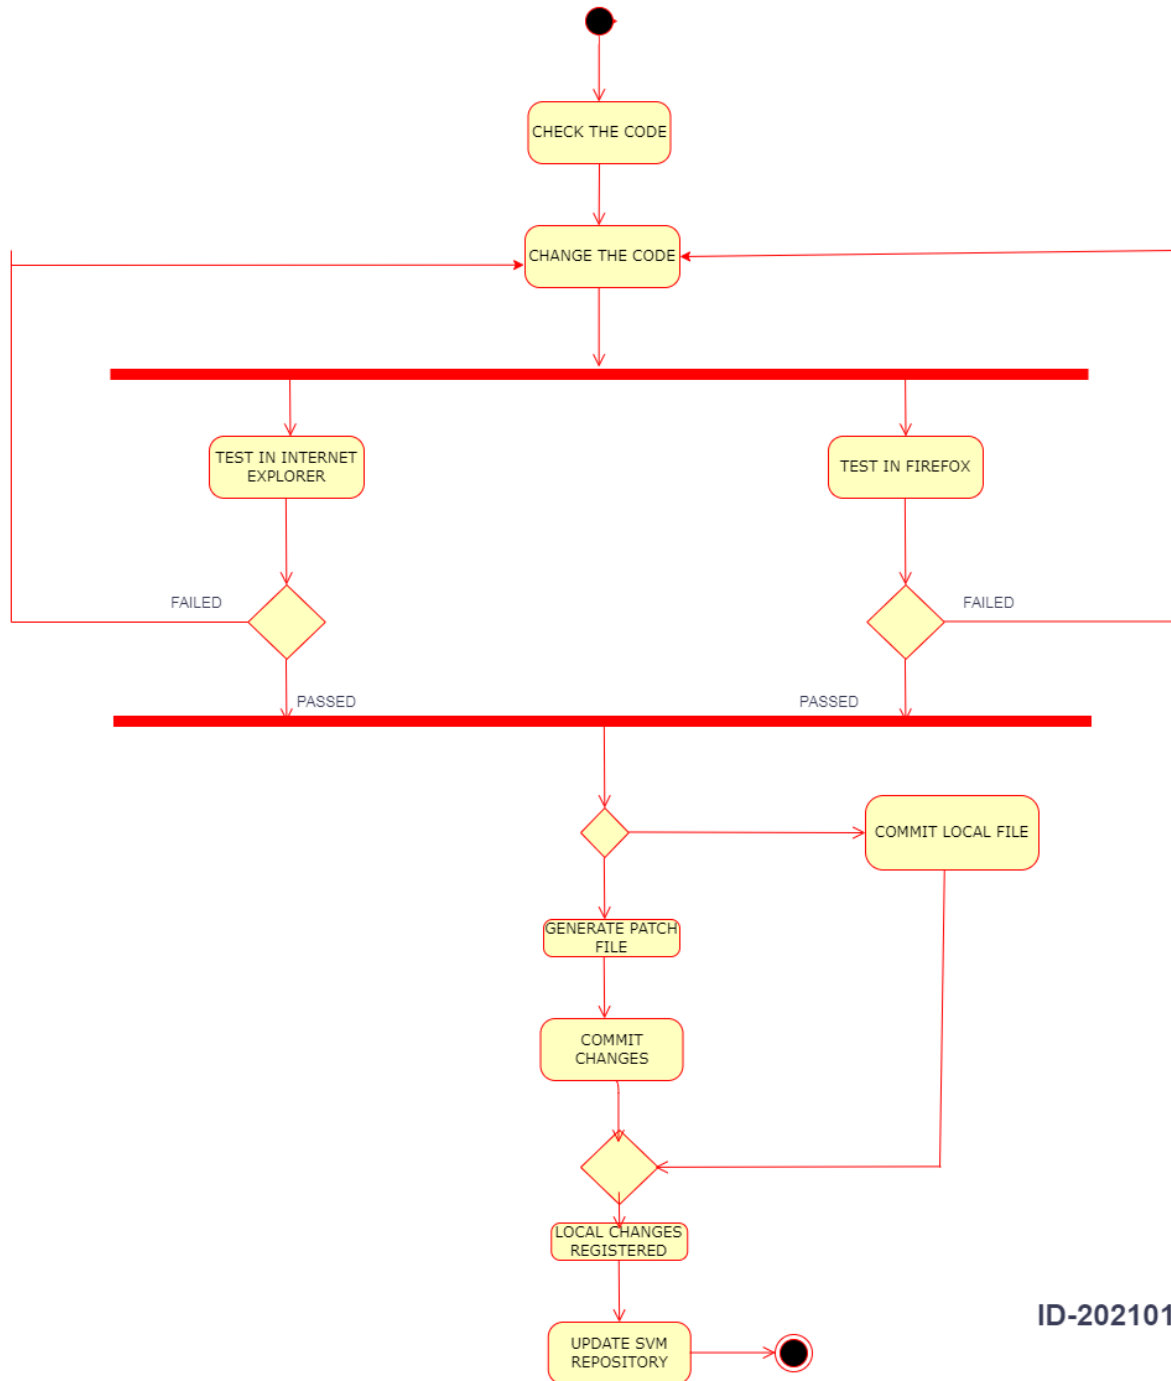 CHECK THE CODE
CHANGE THE CODE
TEST IN INTERNET
EXPLORER
TEST IN FIREFOX
FAILED
FAILED
PASSED
PASSED
COMMIT LOCAL FILE
GENERATE PATCH
FILE
COMMIT
CHANGES
LOCAL CHANGES
REGISTERED
ID-202101
UPDATE SVM
REPOSITORY